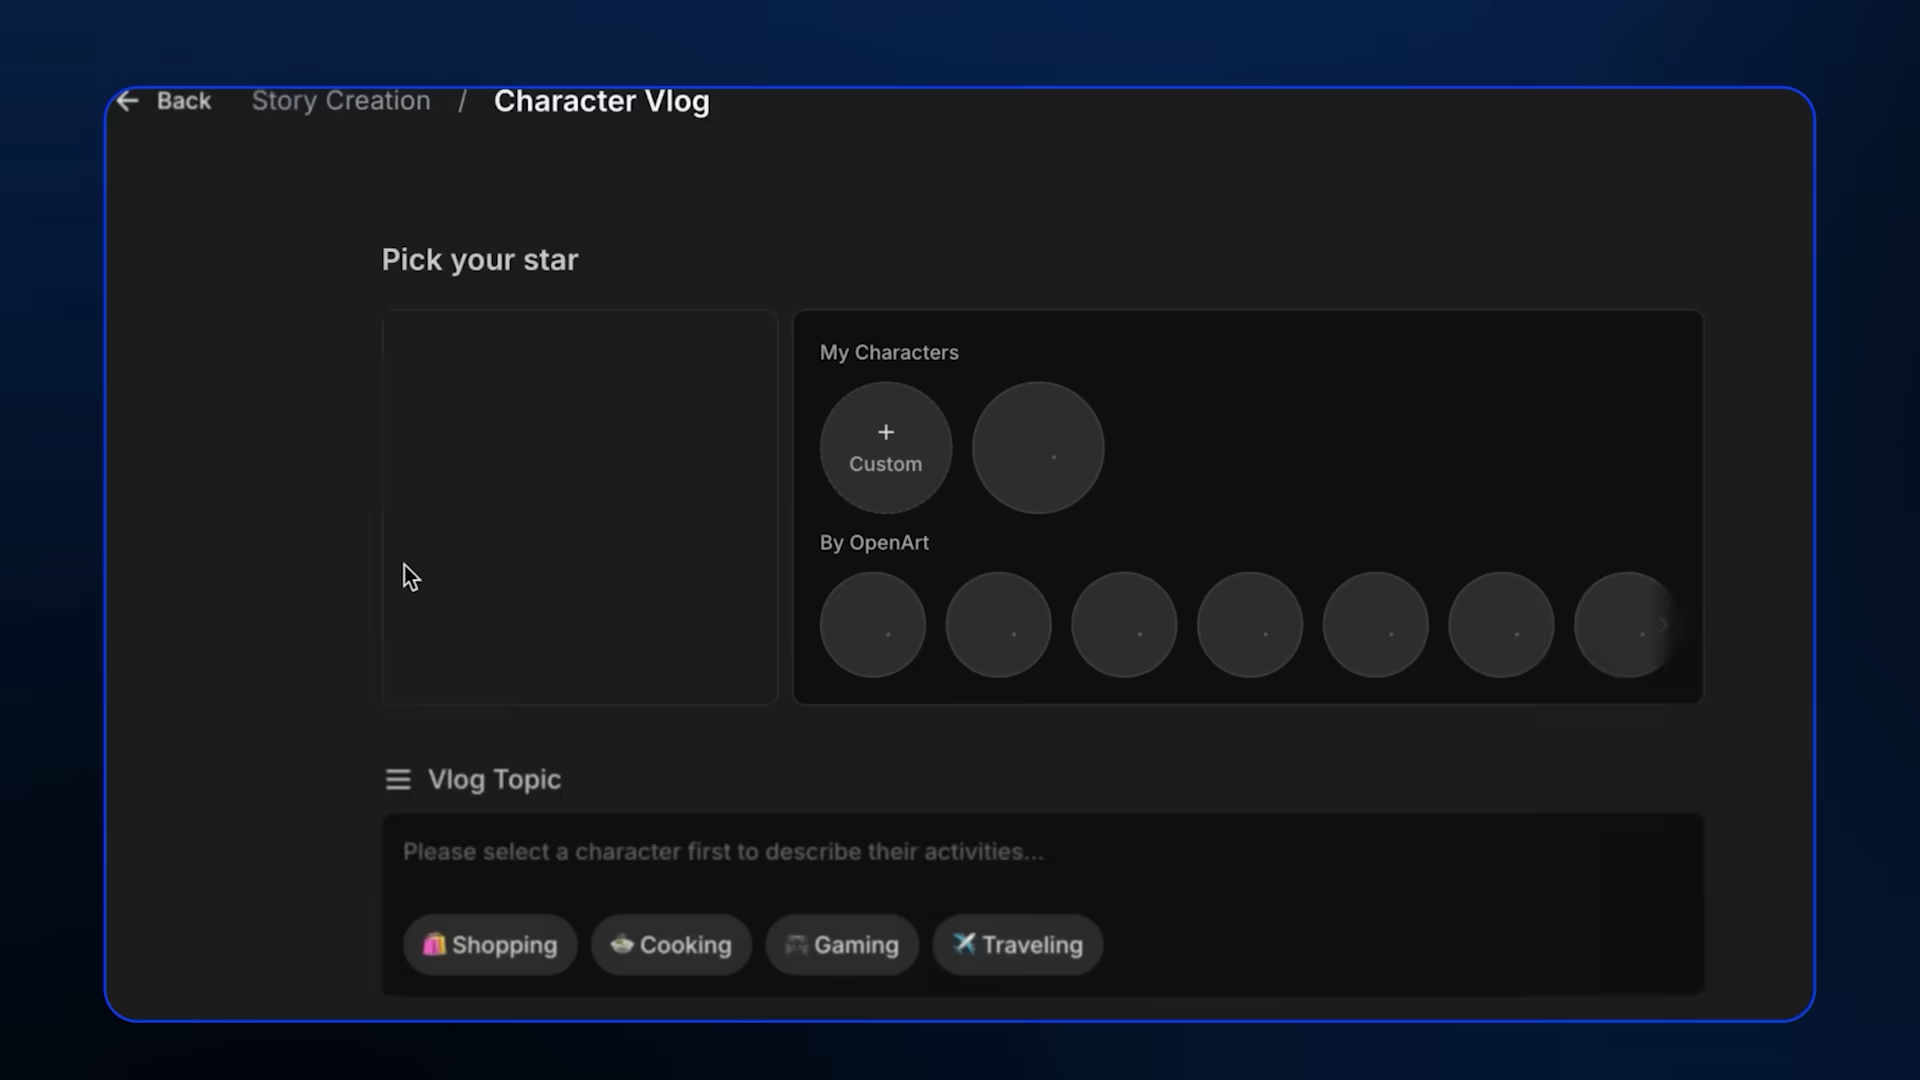 Back Story Creation / Character Vlog
Pick your star
My Characters
+
Custom
By OpenArt
Vlog Topic
Please select a character first to describe their activities...
Shopping Cooking Gaming Traveling